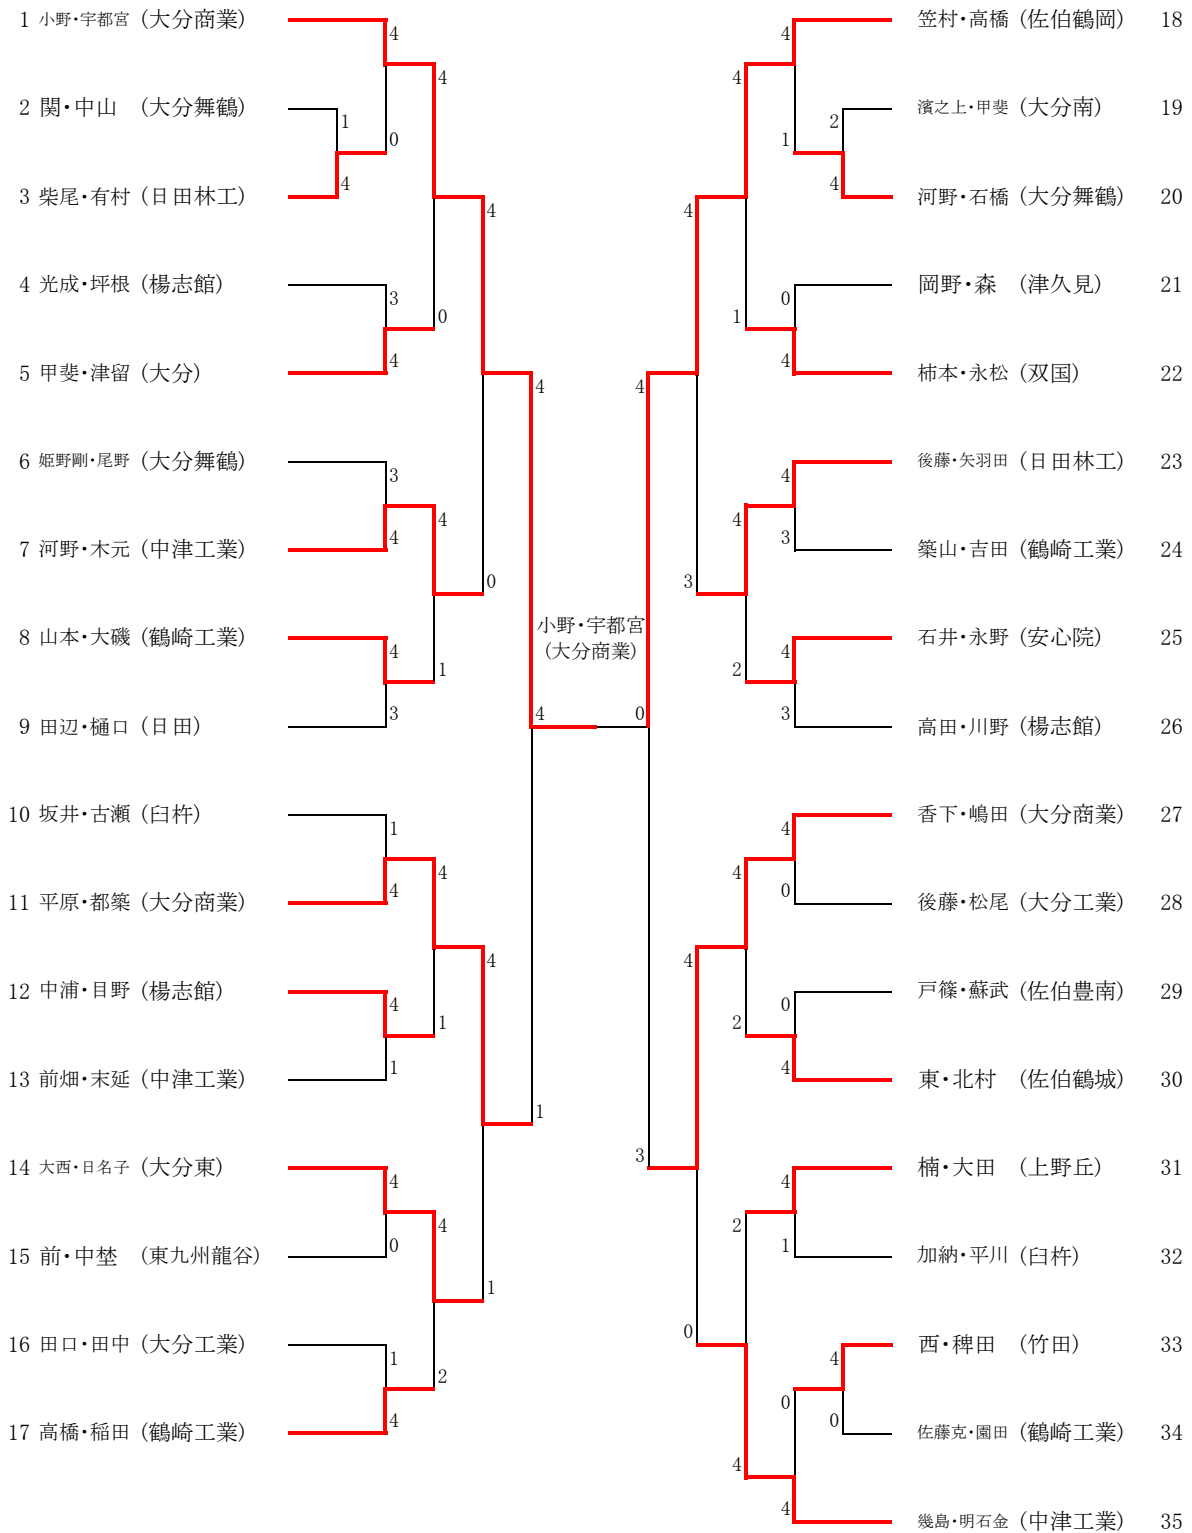 1 小野・宇都宮 (大分商業)
2 関・中山 (大分舞鶴)
3 柴尾・有村 (日田林工)
4 光成・坪根 (楊志館)
5 甲斐・津留 (大分)
6 姫野剛・尾野 (大分舞鶴)
7 河野・木元 (中津工業)
8 山本・大磯 (鶴崎工業)
9 田辺・樋口 (日田)
10 坂井・古瀬 (臼杵)
11 平原・都築 (大分商業)
12 中浦・目野 (楊志館)
13 前畑・末延 (中津工業)
14 大西・日名子 (大分東)
15 前・中埜 (東九州龍谷)
16 田口・田中 (大分工業)
17 高橋・稲田 (鶴崎工業)
4
0
1
4
3
4
3
4
4
3
1
4
4
1
4
0
1
4
4
0
4
1
4
1
4
2
4
0
4
1
4
1
4
小野・宇都宮
(大分商業)
0
4
3
4
3
4
0
4
1
4
2
4
2
2
4
4
1
2
4
0
4
4
3
4
3
4
0
0
4
4
1
0
4
4
0
笠村・高橋 (佐伯鶴岡) 18
濱之上・甲斐 (大分南) 19
河野・石橋 (大分舞鶴) 20
岡野・森 (津久見) 21
柿本・永松 (双国) 22
後藤・矢羽田 (日田林工) 23
築山・吉田 (鶴崎工業) 24
石井・永野 (安心院) 25
高田・川野 (楊志館) 26
香下・嶋田 (大分商業) 27
後藤・松尾 (大分工業) 28
戸篠・蘇武 (佐伯豊南) 29
東・北村 (佐伯鶴城) 30
楠・大田 (上野丘) 31
加納・平川 (臼杵) 32
西・稗田 (竹田) 33
佐藤克・園田 (鶴崎工業) 34
幾島・明石金 (中津工業) 35